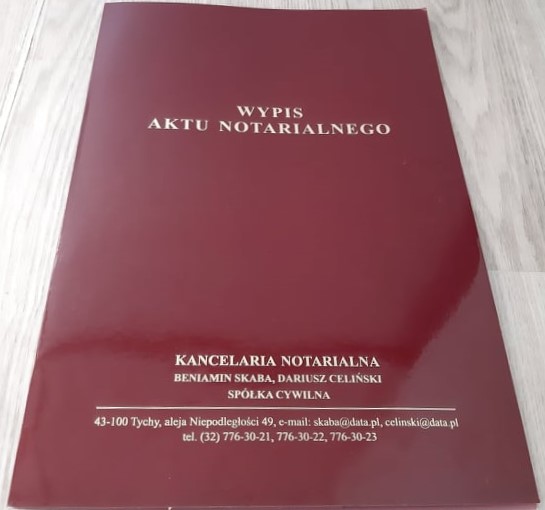 WYPIS
AKTU NOTARIALNEGO
KANCELARIA NOTARIALNA
BENIAMIN SKABA, DARIUSZ CELIŃSKI
SPÓŁKA CYWILNA
43-100 Tychy, aleja Niepodległości 49, e-mail: skaba@data.pl, celinski@data.pl
tel. (32) 776-30-21, 776-30-22, 776-30-23